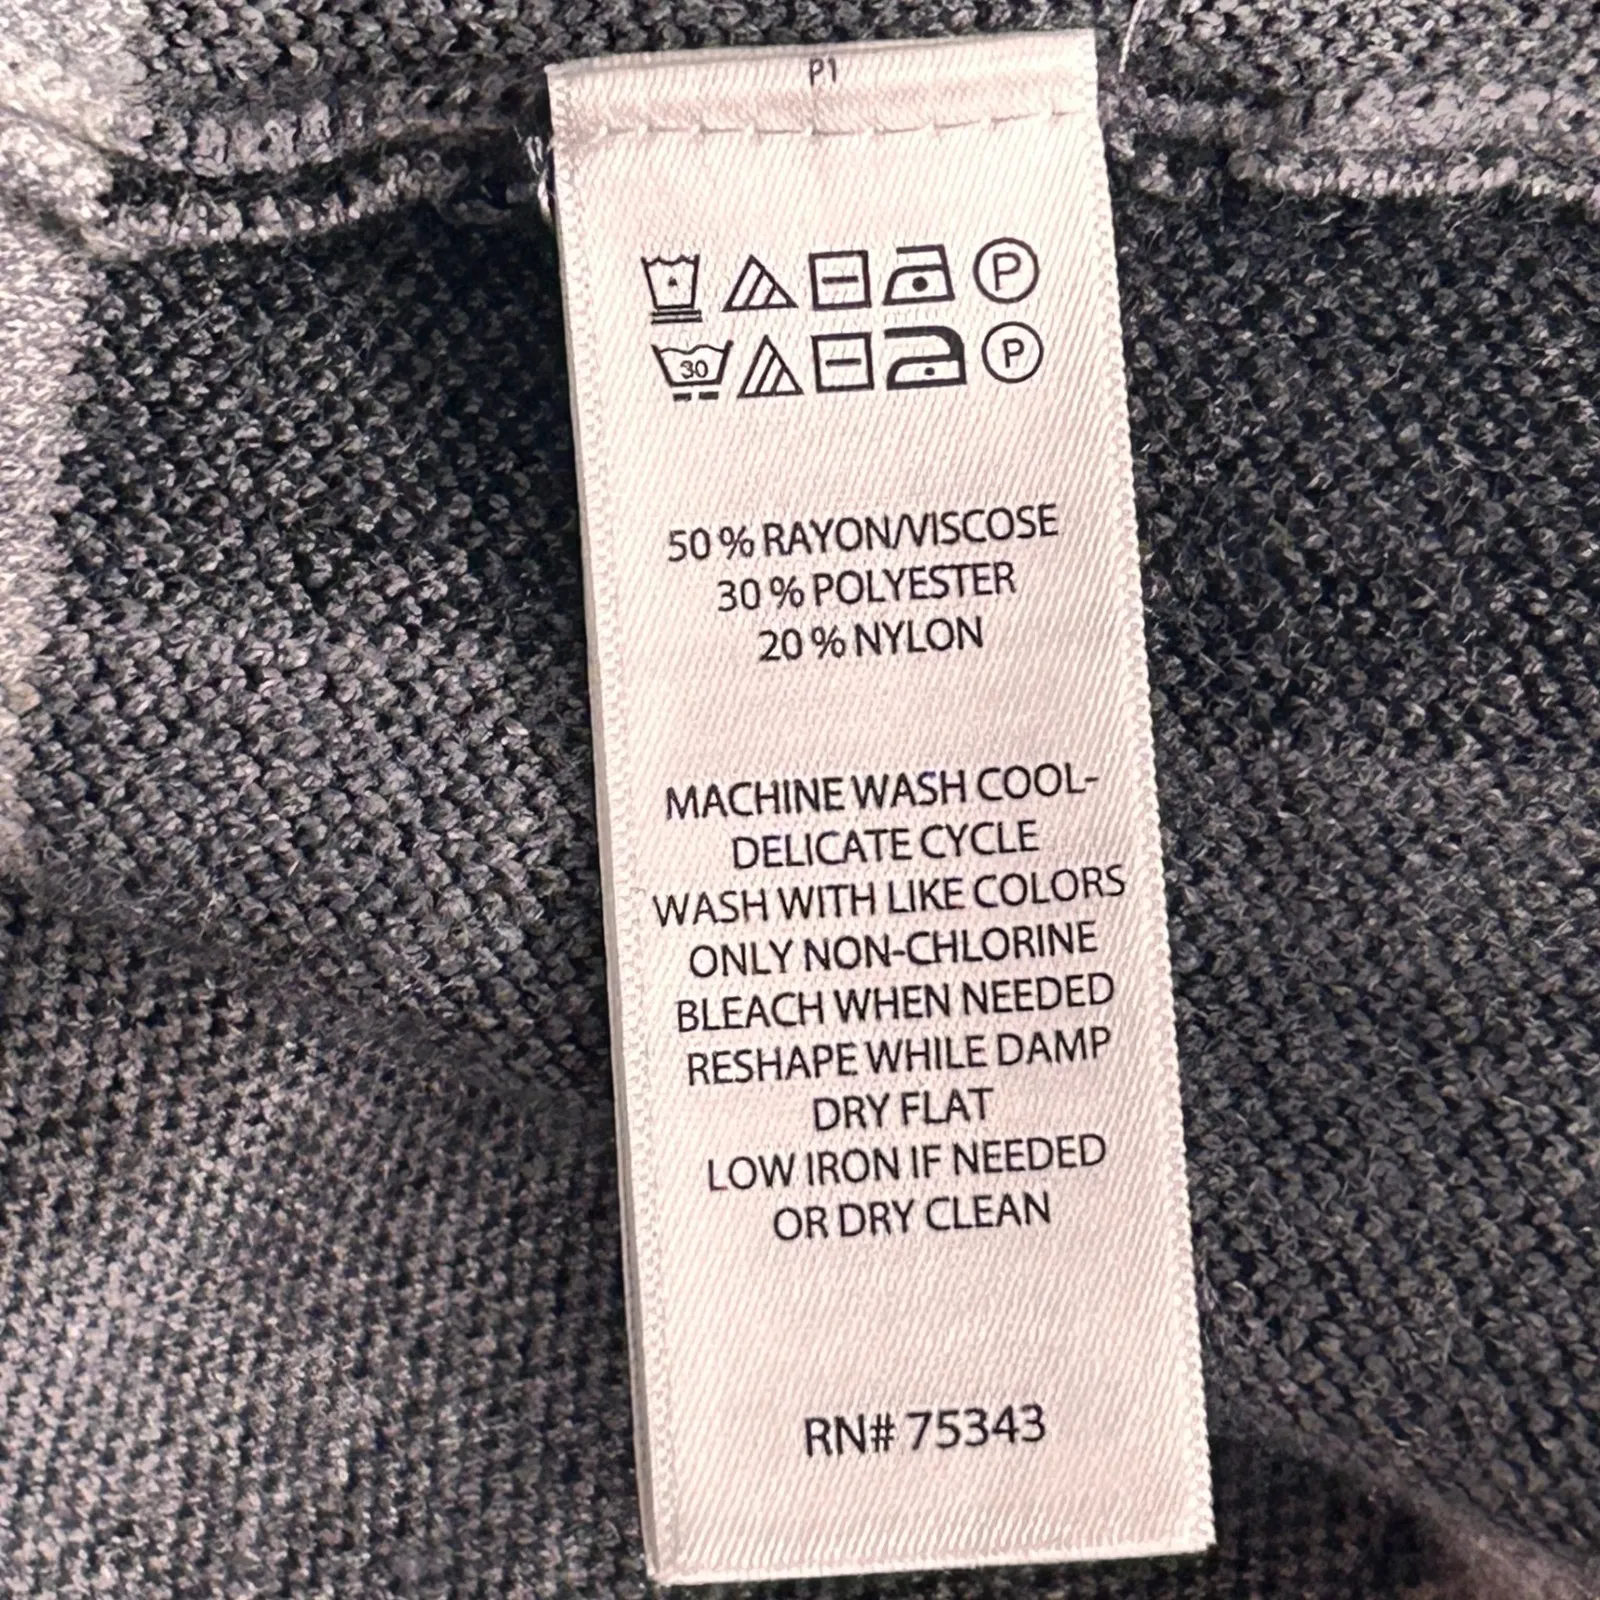 P1
P
30 P
50 % RAYON/VISCOSE
30 % POLYESTER
20 % NYLON
MACHINE WASH COOL-
DELICATE CYCLE
WASH WITH LIKE COLORS
ONLY NON-CHLORINE
BLEACH WHEN NEEDED
RESHAPE WHILE DAMP
DRY FLAT
LOW IRON IF NEEDED
OR DRY CLEAN
RN# 75343